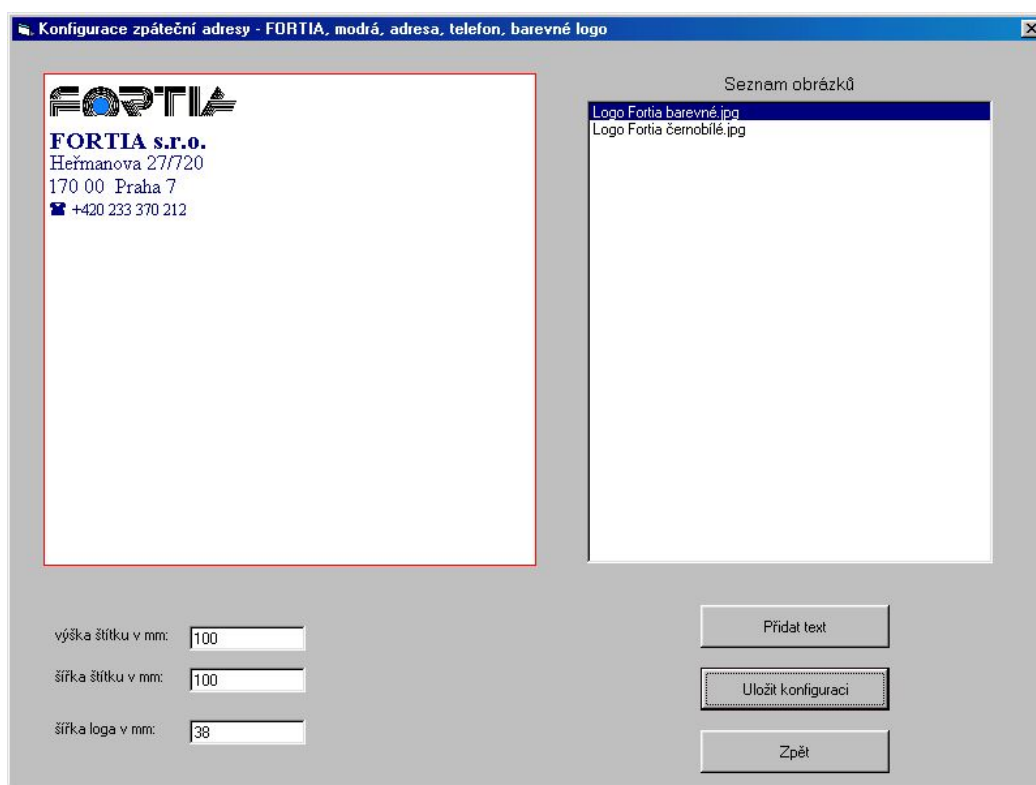 Konfigurace zpáteční adresy - FORTIA, modrá, adresa, telefon, barevné logo
FORTIA
FORTIA s.r.o.
Heřmanova 27/720
170 00 Praha 7
☎ +420 233 370 212
Seznam obrázků
Logo Fortia barevné.jpg
Logo Fortia černobílé.jpg
výška štítku v mm: 100
šířka štítku v mm: 100
šířka loga v mm: 38
Přidat text
Uložit konfiguraci
Zpět